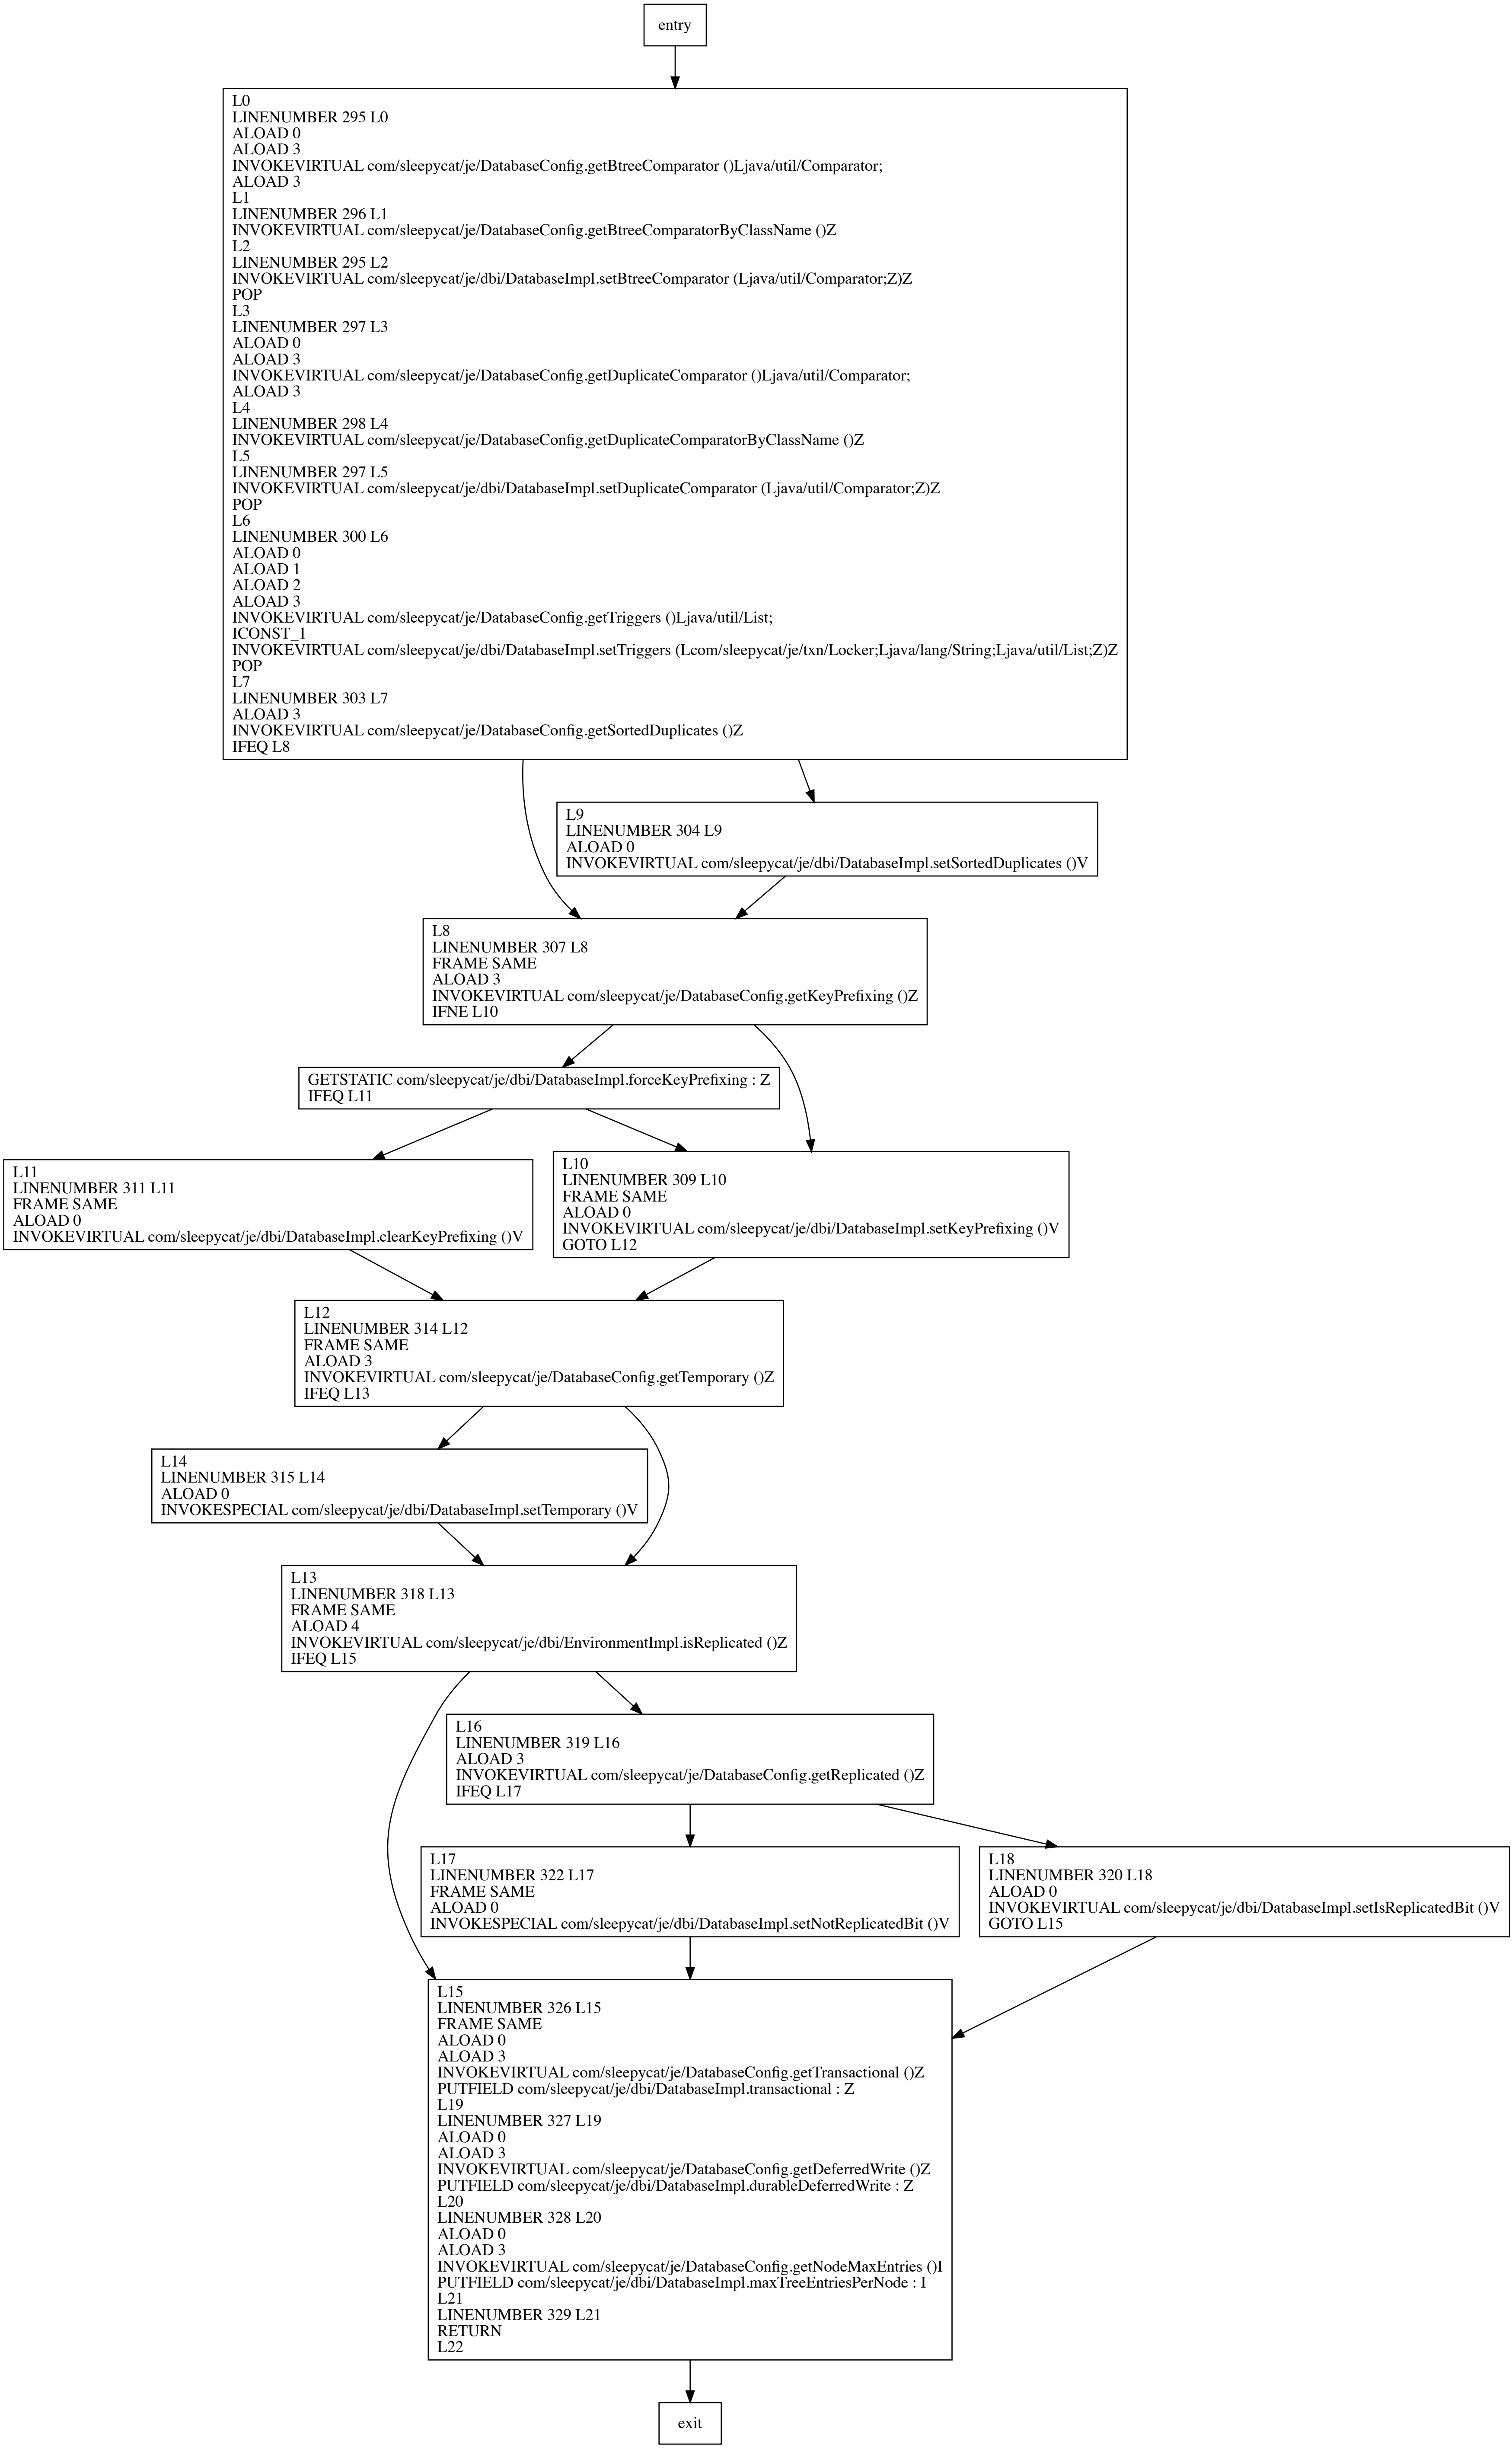 entry
L0
LINENUMBER 295 L0
ALOAD 0
ALOAD 3
INVOKEVIRTUAL com/sleepycat/je/DatabaseConfig.getBtreeComparator ()Ljava/util/Comparator;
ALOAD 3
L1
LINENUMBER 296 L1
INVOKEVIRTUAL com/sleepycat/je/DatabaseConfig.getBtreeComparatorByClassName ()Z
L2
LINENUMBER 295 L2
INVOKEVIRTUAL com/sleepycat/je/dbi/DatabaseImpl.setBtreeComparator (Ljava/util/Comparator;Z)Z
POP
L3
LINENUMBER 297 L3
ALOAD 0
ALOAD 3
INVOKEVIRTUAL com/sleepycat/je/DatabaseConfig.getDuplicateComparator ()Ljava/util/Comparator;
ALOAD 3
L4
LINENUMBER 298 L4
INVOKEVIRTUAL com/sleepycat/je/DatabaseConfig.getDuplicateComparatorByClassName ()Z
L5
LINENUMBER 297 L5
INVOKEVIRTUAL com/sleepycat/je/dbi/DatabaseImpl.setDuplicateComparator (Ljava/util/Comparator;Z)Z
POP
L6
LINENUMBER 300 L6
ALOAD 0
ALOAD 1
ALOAD 2
ALOAD 3
INVOKEVIRTUAL com/sleepycat/je/DatabaseConfig.getTriggers ()Ljava/util/List;
ICONST_1
INVOKEVIRTUAL com/sleepycat/je/dbi/DatabaseImpl.setTriggers (Lcom/sleepycat/je/txn/Locker;Ljava/lang/String;Ljava/util/List;Z)Z
POP
L7
LINENUMBER 303 L7
ALOAD 3
INVOKEVIRTUAL com/sleepycat/je/DatabaseConfig.getSortedDuplicates ()Z
IFEQ L8
L9
LINENUMBER 304 L9
ALOAD 0
INVOKEVIRTUAL com/sleepycat/je/dbi/DatabaseImpl.setSortedDuplicates ()V
L8
LINENUMBER 307 L8
FRAME SAME
ALOAD 3
INVOKEVIRTUAL com/sleepycat/je/DatabaseConfig.getKeyPrefixing ()Z
IFNE L10
GETSTATIC com/sleepycat/je/dbi/DatabaseImpl.forceKeyPrefixing : Z
IFEQ L11
L11
LINENUMBER 311 L11
FRAME SAME
ALOAD 0
INVOKEVIRTUAL com/sleepycat/je/dbi/DatabaseImpl.clearKeyPrefixing ()V
L10
LINENUMBER 309 L10
FRAME SAME
ALOAD 0
INVOKEVIRTUAL com/sleepycat/je/dbi/DatabaseImpl.setKeyPrefixing ()V
GOTO L12
L12
LINENUMBER 314 L12
FRAME SAME
ALOAD 3
INVOKEVIRTUAL com/sleepycat/je/DatabaseConfig.getTemporary ()Z
IFEQ L13
L14
LINENUMBER 315 L14
ALOAD 0
INVOKESPECIAL com/sleepycat/je/dbi/DatabaseImpl.setTemporary ()V
L13
LINENUMBER 318 L13
FRAME SAME
ALOAD 4
INVOKEVIRTUAL com/sleepycat/je/dbi/EnvironmentImpl.isReplicated ()Z
IFEQ L15
L16
LINENUMBER 319 L16
ALOAD 3
INVOKEVIRTUAL com/sleepycat/je/DatabaseConfig.getReplicated ()Z
IFEQ L17
L17
LINENUMBER 322 L17
FRAME SAME
ALOAD 0
INVOKESPECIAL com/sleepycat/je/dbi/DatabaseImpl.setNotReplicatedBit ()V
L18
LINENUMBER 320 L18
ALOAD 0
INVOKEVIRTUAL com/sleepycat/je/dbi/DatabaseImpl.setIsReplicatedBit ()V
GOTO L15
L15
LINENUMBER 326 L15
FRAME SAME
ALOAD 0
ALOAD 3
INVOKEVIRTUAL com/sleepycat/je/DatabaseConfig.getTransactional ()Z
PUTFIELD com/sleepycat/je/dbi/DatabaseImpl.transactional : Z
L19
LINENUMBER 327 L19
ALOAD 0
ALOAD 3
INVOKEVIRTUAL com/sleepycat/je/DatabaseConfig.getDeferredWrite ()Z
PUTFIELD com/sleepycat/je/dbi/DatabaseImpl.durableDeferredWrite : Z
L20
LINENUMBER 328 L20
ALOAD 0
ALOAD 3
INVOKEVIRTUAL com/sleepycat/je/DatabaseConfig.getNodeMaxEntries ()I
PUTFIELD com/sleepycat/je/dbi/DatabaseImpl.maxTreeEntriesPerNode : I
L21
LINENUMBER 329 L21
RETURN
L22
exit